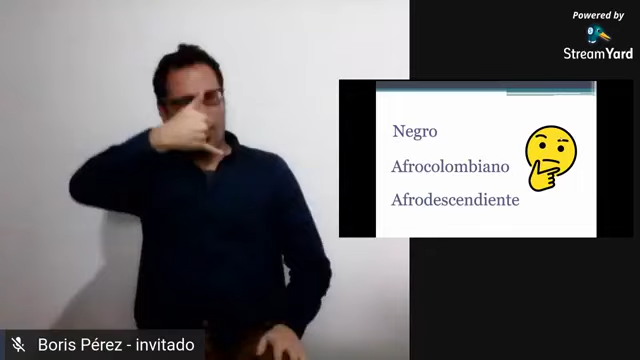 Powered by
StreamYard
Negro
Afrocolombiano
Afrodescendiente
Boris Pérez - invitado